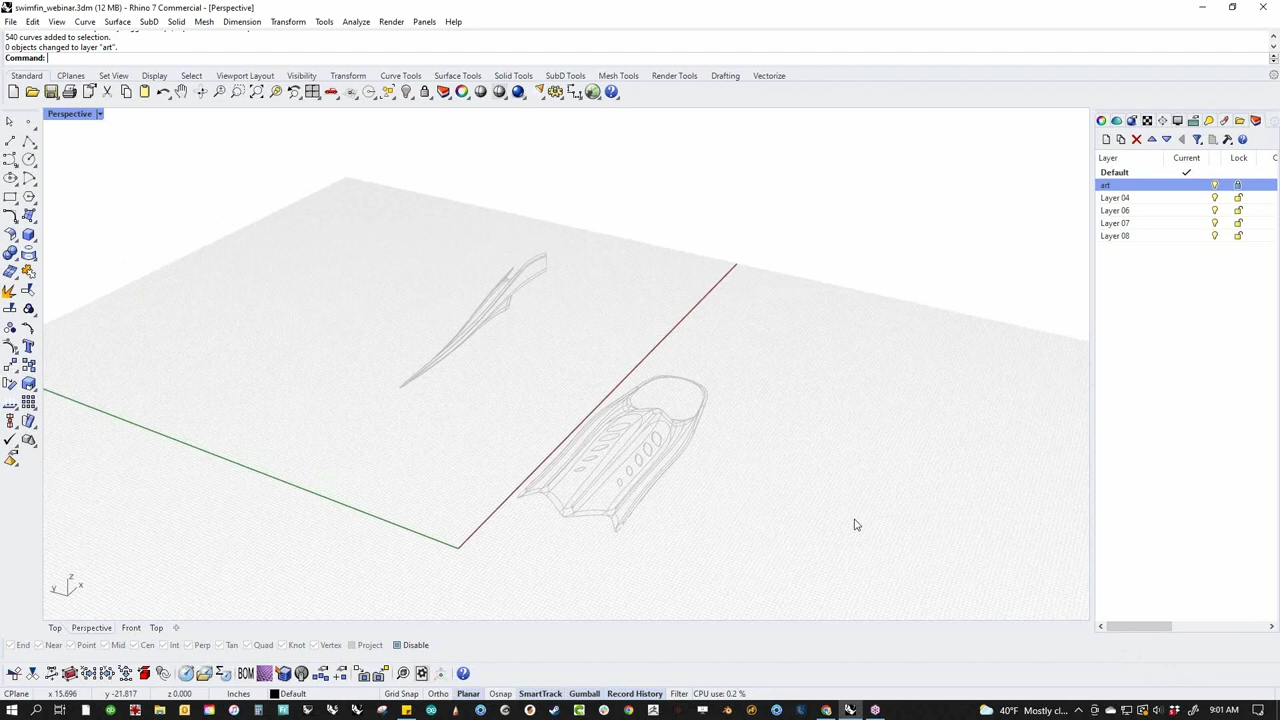 swimfin_webinar.3dm (12 MB) - Rhino 7 Commercial - [Perspective]
File Edit View Curve Surface SubD Solid Mesh Dimension Transform Tools Analyze Render Panels Help
540 curves added to selection.
0 objects changed to layer "art".
Command:
Standard CPlanes Set View Display Select Viewport Layout Visibility Transform Curve Tools Surface Tools Solid Tools SubD Tools Mesh Tools Render Tools Drafting Vectorize
Perspective
Layer Current Lock C
Default
art
Layer 04
Layer 06
Layer 07
Layer 08
z
y x
Top Perspective Front Top
End Near Point Mid Cen Int Perp Tan Quad Knot Vertex Project Disable
BOM
CPlane x 15.696 y -21.817 z 0.000 Inches Default Grid Snap Ortho Planar Osnap SmartTrack Gumball Record History Filter CPU use: 0.2 %
40°F Mostly cl... 9:01 AM